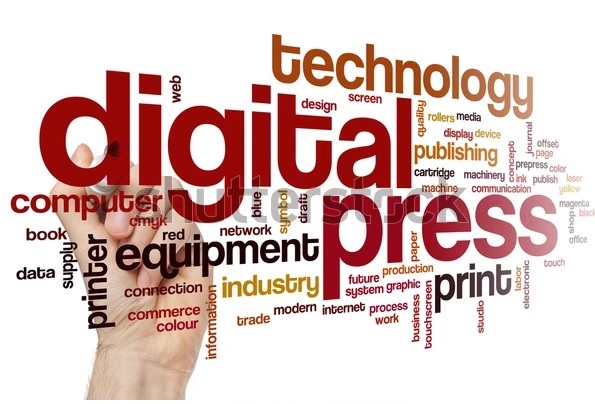 technology
web
design
screen
digital
quality
rollers
media
display
device
publishing
cartridge
machinery
machino
communication
concept
journal
offset
page
prepress
color
ink
publish
laser
yellow
magenta
shop
black
office
touch
computer
cmyk
book
data
supply
printer
red
equipment
network
blue
symbol
draft
press
shutterstock
connection
commerce
colour
information
industry
trade
modern
internet
future
system
graphic
production
paper
process
work
business
touchscreen
print
studio
labor
electronic